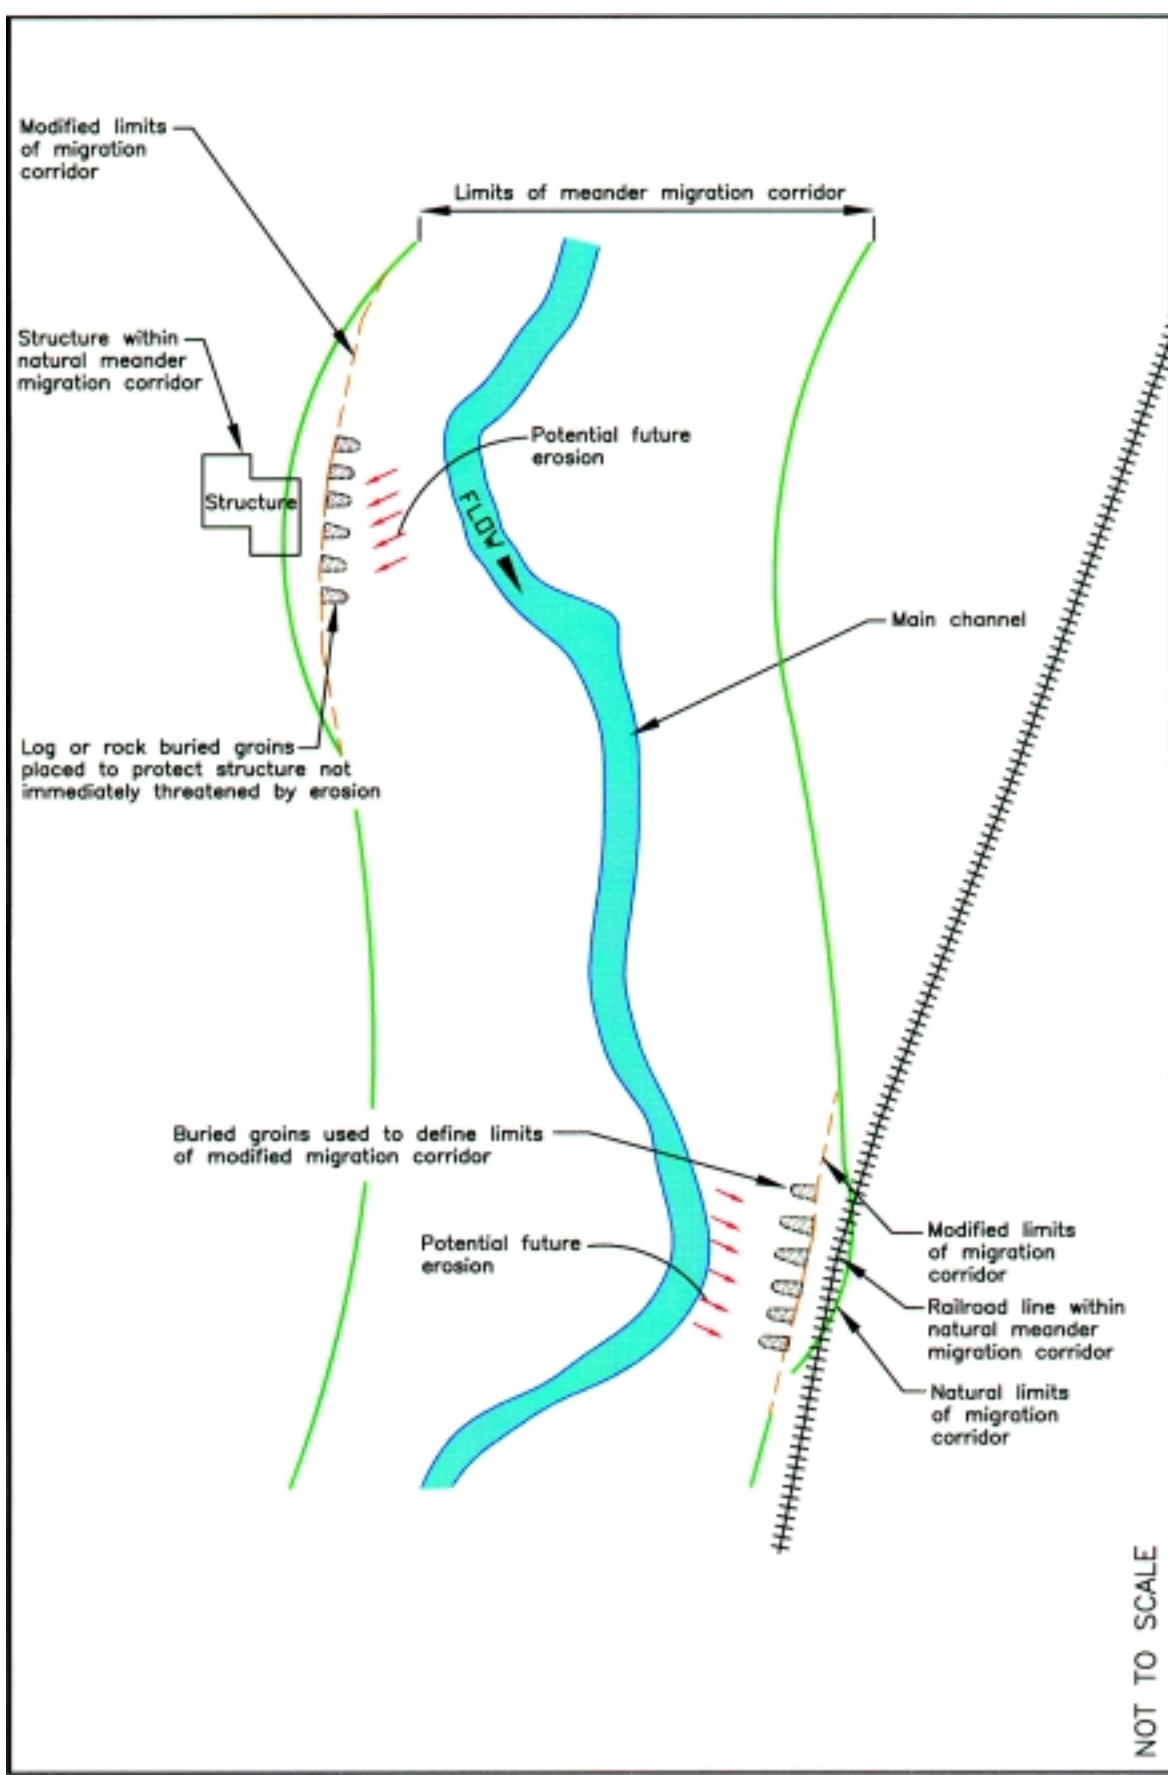 Modified limits
of migration
corridor
Limits of meander migration corridor
Structure within
natural meander
migration corridor
Potential future
erosion
Structure
FLOW
Main channel
Log or rock buried groins
placed to protect structure not
immediately threatened by erosion
Buried groins used to define limits
of modified migration corridor
Potential future
erosion
Modified limits
of migration
corridor
Railroad line within
natural meander
migration corridor
Natural limits
of migration
corridor
NOT TO SCALE